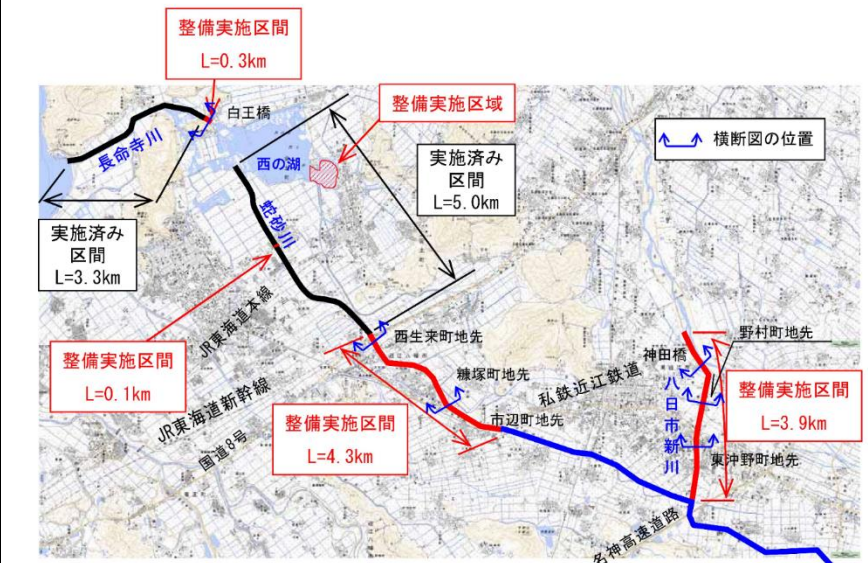 整備実施区間
L=0.3km
白王橋
整備実施区域
横断図の位置
長命寺川
西の湖
実施済み
区間
L=5.0km
蛇砂川
実施済み
区間
L=3.3km
JR東海道本線
西生来町地先
野村町地先
神田橋
整備実施区間
L=0.1km
糠塚町地先
私鉄近江鉄道
八日市新川
整備実施区間
L=3.9km
JR東海道新幹線
市辺町地先
整備実施区間
L=4.3km
国道8号
東沖野町地先
名神高速道路